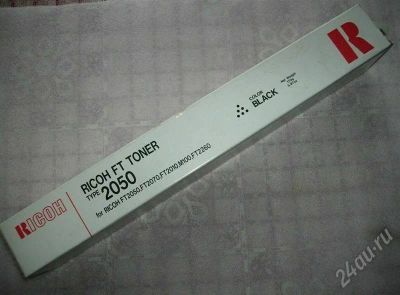 RICOH
RICOH FT TONER
TYPE 2050
for RICOH FT2050,FT2070,FT2010,M100,FT2260
COLOR
BLACK
R
24au.ru